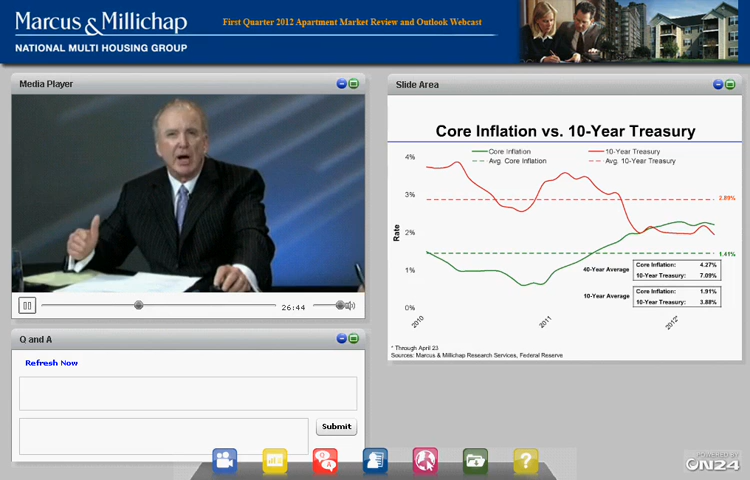 Marcus & Millichap
NATIONAL MULTI HOUSING GROUP
First Quarter 2012 Apartment Market Review and Outlook Webcast
Media Player
26:44
Slide Area
Core Inflation vs. 10-Year Treasury
Core Inflation
10-Year Treasury
Avg. Core Inflation
Avg. 10-Year Treasury
4%
3%
2%
1%
0%
Rate
2.89%
1.41%
40-Year Average
Core Inflation: 4.27%
10-Year Treasury: 7.09%
10-Year Average
Core Inflation: 1.91%
10-Year Treasury: 3.88%
2010
2011
2012*
* Through April 23
Sources: Marcus & Millichap Research Services, Federal Reserve
Q and A
Refresh Now
Submit
Q
A
?
POWERED BY
ON24